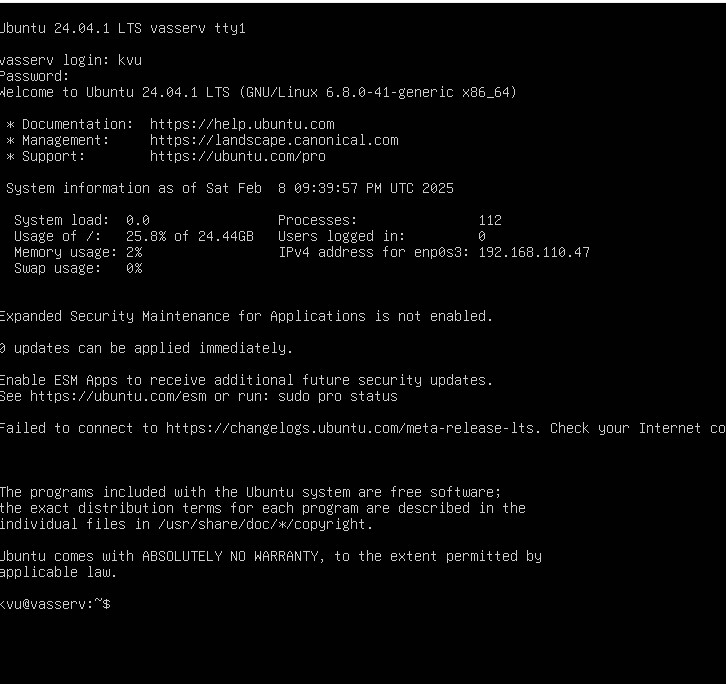 Ubuntu 24.04.1 LTS vasserv tty1
vasserv login: kvu
Password:
Welcome to Ubuntu 24.04.1 LTS (GNU/Linux 6.8.0-41-generic x86_64)
* Documentation:  https://help.ubuntu.com
* Management:     https://landscape.canonical.com
* Support:        https://ubuntu.com/pro
System information as of Sat Feb  8 09:39:57 PM UTC 2025
System load:  0.0                Processes:               112
Usage of /:   25.8% of 24.44GB   Users logged in:         0
Memory usage: 2%                 IPv4 address for enp0s3: 192.168.110.47
Swap usage:   0%
Expanded Security Maintenance for Applications is not enabled.
0 updates can be applied immediately.
Enable ESM Apps to receive additional future security updates.
See https://ubuntu.com/esm or run: sudo pro status
Failed to connect to https://changelogs.ubuntu.com/meta-release-lts. Check your Internet co
The programs included with the Ubuntu system are free software;
the exact distribution terms for each program are described in the
individual files in /usr/share/doc/*/copyright.
Ubuntu comes with ABSOLUTELY NO WARRANTY, to the extent permitted by
applicable law.
kvu@vasserv:~$